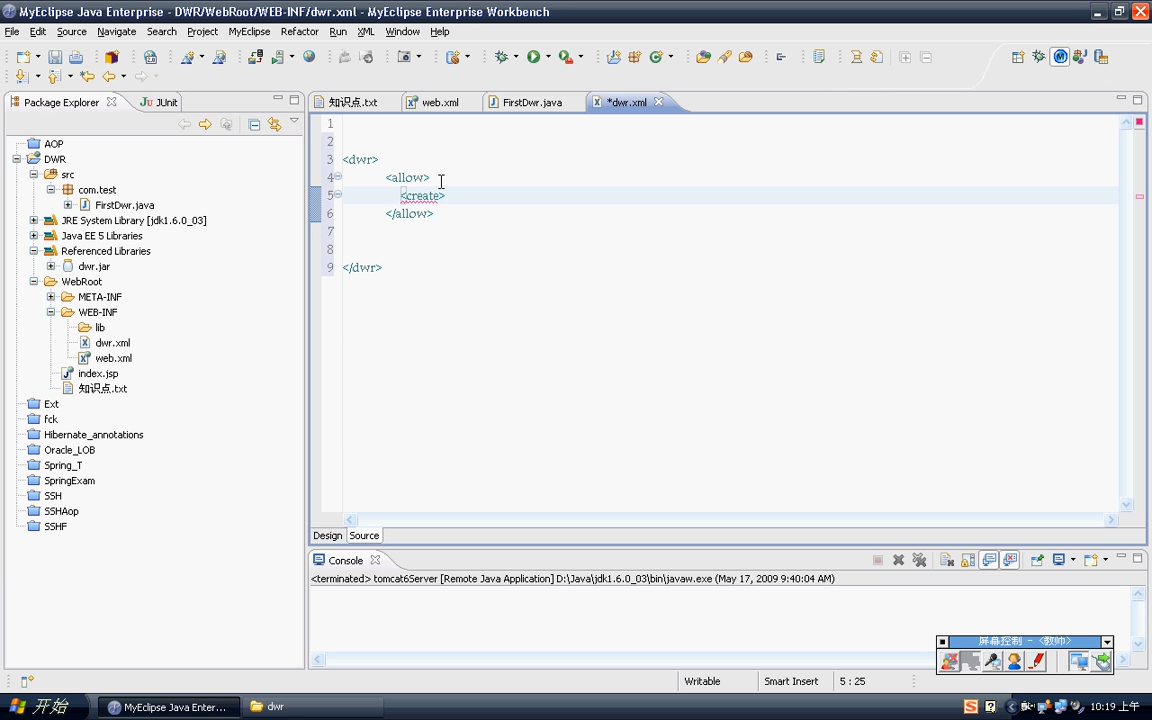 MyEclipse Java Enterprise - DWR/WebRoot/WEB-INF/dwr.xml - MyEclipse Enterprise Workbench
File Edit Source Navigate Search Project MyEclipse Refactor Run XML Window Help
Package Explorer
JUnit
知识点.txt
web.xml
FirstDwr.java
*dwr.xml
AOP
DWR
src
com.test
FirstDwr.java
JRE System Library [jdk1.6.0_03]
Java EE 5 Libraries
Referenced Libraries
dwr.jar
WebRoot
META-INF
WEB-INF
lib
dwr.xml
web.xml
index.jsp
知识点.txt
Ext
fck
Hibernate_annotations
Oracle_LOB
Spring_T
SpringExam
SSH
SSHAop
SSHF
1
2
3 <dwr>
4 <allow>
5 <create>
6 </allow>
7
8
9 </dwr>
Design Source
Console
<terminated> tomcat6Server [Remote Java Application] D:\Java\jdk1.6.0_03\bin\javaw.exe (May 17, 2009 9:40:04 AM)
屏幕控制 - <教师>
Writable Smart Insert 5 : 25
开始 MyEclipse Java Enter... dwr 10:19 上午